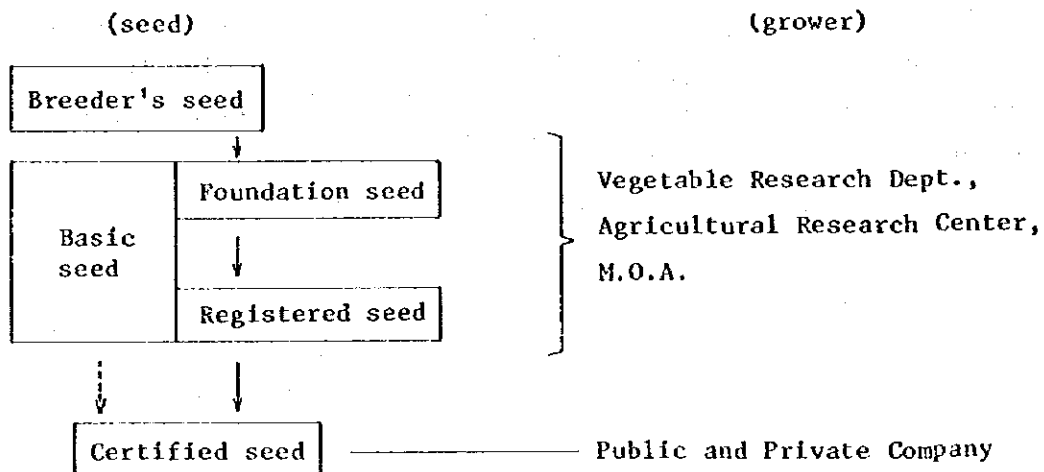 (seed)
(grower)
Breeder's seed
Foundation seed
Basic
seed
Registered seed
Vegetable Research Dept.,
Agricultural Research Center,
M.O.A.
Certified seed
Public and Private Company